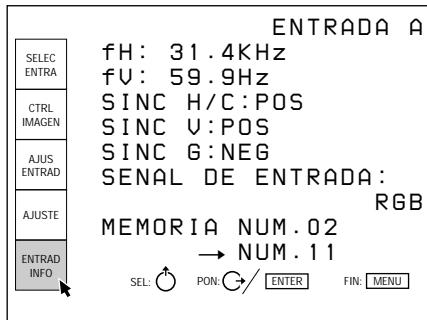 ENTRADA A
SELEC
ENTRA
CTRL
IMAGEN
AJUS
ENTRAD
AJUSTE
ENTRAD
INFO
fH: 31.4KHz
fV: 59.9Hz
SINC H/C:POS
SINC V:POS
SINC G:NEG
SENAL DE ENTRADA:
RGB
MEMORIA NUM.02
→ NUM.11
SEL: PON: / ENTER FIN: MENU